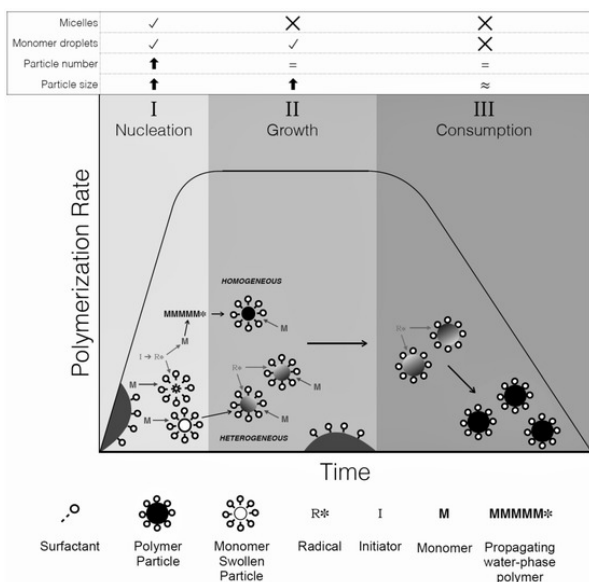 Micelles ✓ ✕ ✕
Monomer droplets ✓ ✓ ✕
Particle number ⬆ = =
Particle size ⬆ ⬆ ≈
I II III
Nucleation Growth Consumption
Polymerization Rate
HOMOGENEOUS
MMMMM*
M
M
I → R*
R*
R*
M
M
M
M
HETEROGENEOUS
Time
R* I M MMMMM*
Surfactant Polymer Particle Monomer Swollen Particle Radical Initiator Monomer Propagating water-phase polymer